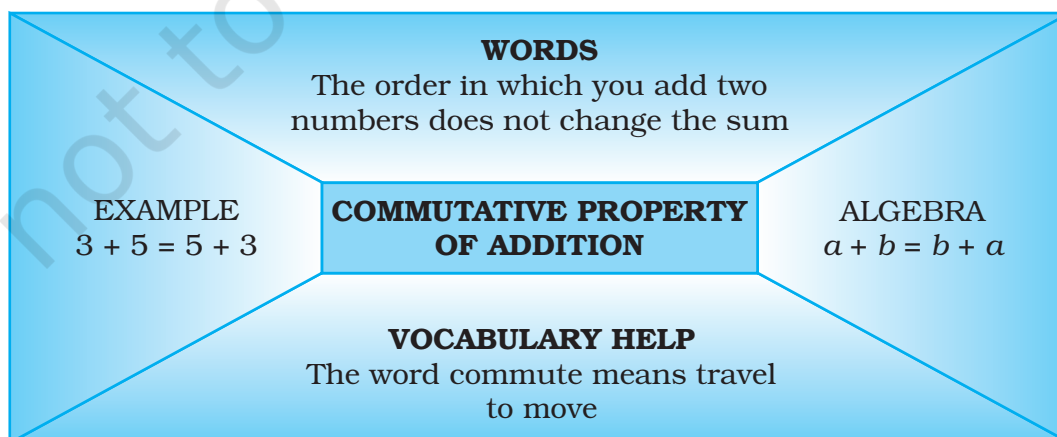 WORDS
The order in which you add two
numbers does not change the sum
EXAMPLE
3 + 5 = 5 + 3
COMMUTATIVE PROPERTY
OF ADDITION
ALGEBRA
a + b = b + a
VOCABULARY HELP
The word commute means travel
to move
not to